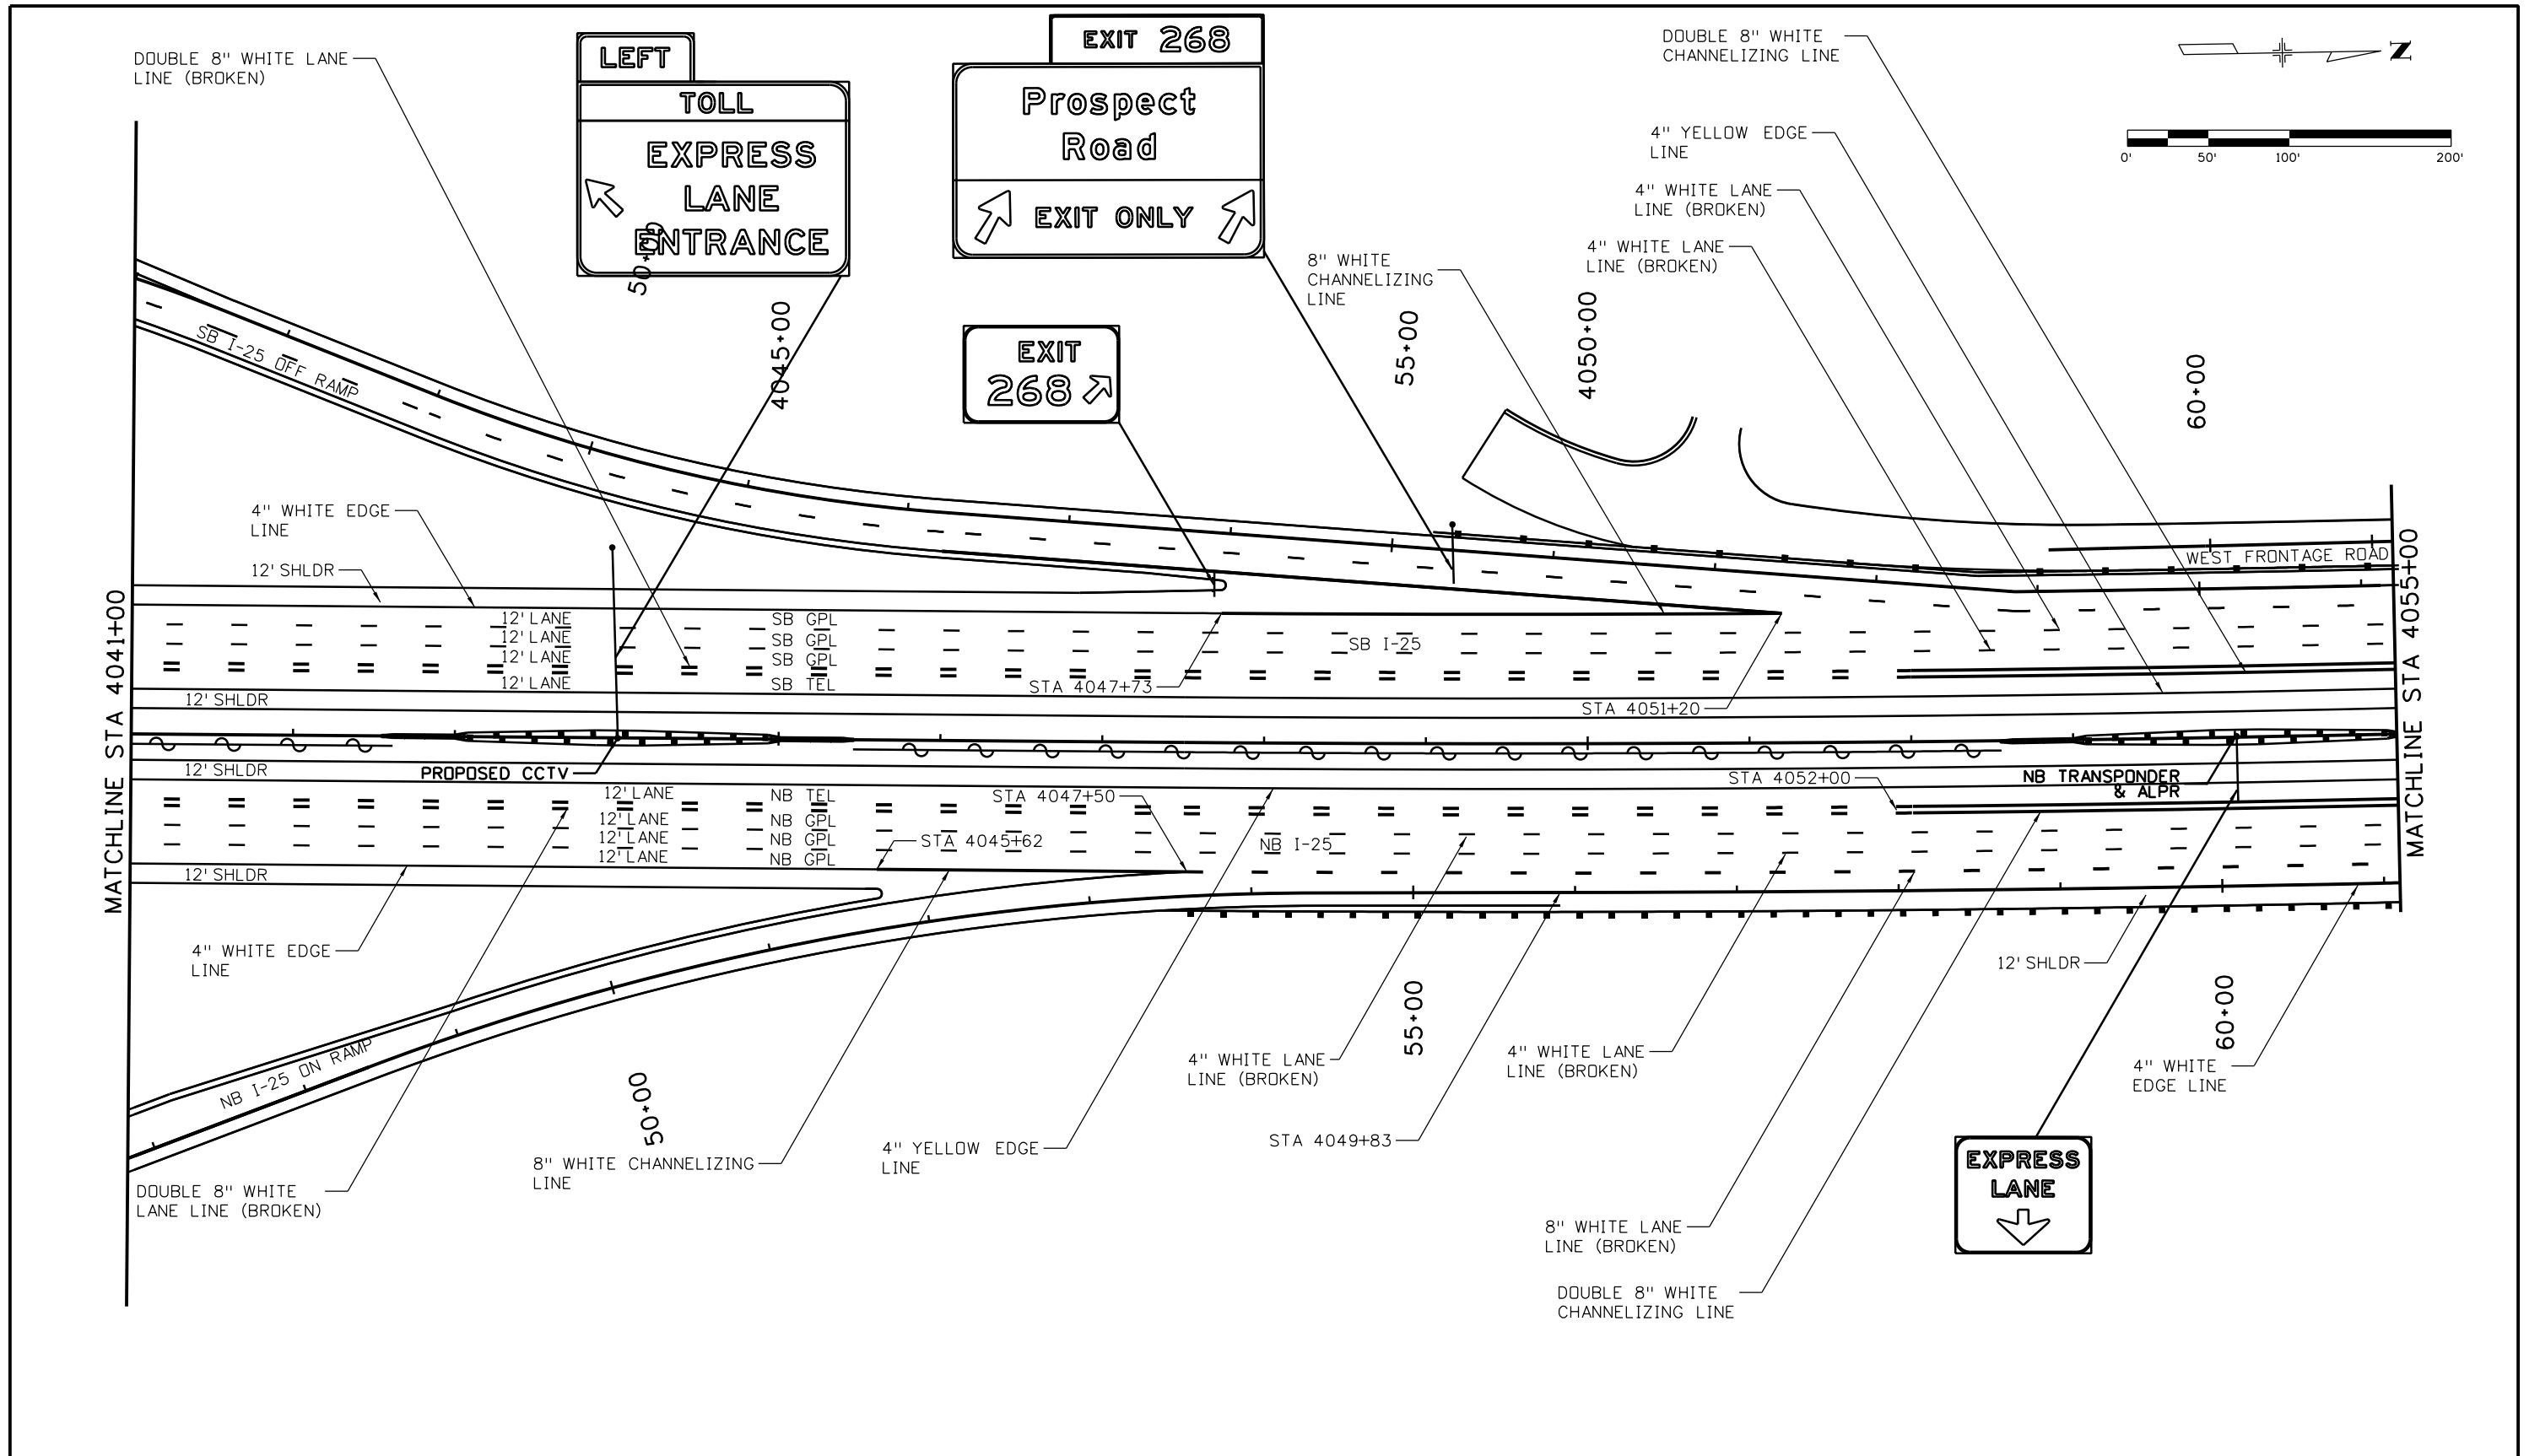 DOUBLE 8" WHITE LANE
LINE (BROKEN)
LEFT
TOLL
EXPRESS
LANE
ENTRANCE
EXIT 268
Prospect
Road
EXIT ONLY
DOUBLE 8" WHITE
CHANNELIZING LINE
N
4" YELLOW EDGE
LINE
0' 50' 100' 200'
4" WHITE LANE
LINE (BROKEN)
4" WHITE LANE
LINE (BROKEN)
8" WHITE
CHANNELIZING
LINE
50+00
4045+00
EXIT
268
55+00
4050+00
60+00
SB I-25 OFF RAMP
4" WHITE EDGE
LINE
12' SHLDR
WEST FRONTAGE ROAD
MATCHLINE STA 4041+00
MATCHLINE STA 4055+00
12' LANE
SB GPL
12' LANE
SB GPL
12' LANE
SB GPL
12' LANE
SB TEL
SB I-25
STA 4047+73
STA 4051+20
12' SHLDR
PROPOSED CCTV
12' SHLDR
STA 4052+00
NB TRANSPONDER
& ALPR
12' LANE
NB TEL
STA 4047+50
12' LANE
NB GPL
12' LANE
NB GPL
STA 4045+62
NB I-25
12' LANE
NB GPL
12' SHLDR
4" WHITE EDGE
LINE
12' SHLDR
NB I-25 ON RAMP
50+00
55+00
60+00
4" WHITE LANE
LINE (BROKEN)
4" WHITE LANE
LINE (BROKEN)
4" WHITE
EDGE LINE
STA 4049+83
4" YELLOW EDGE
LINE
8" WHITE CHANNELIZING
LINE
DOUBLE 8" WHITE
LANE LINE (BROKEN)
EXPRESS
LANE
8" WHITE LANE
LINE (BROKEN)
DOUBLE 8" WHITE
CHANNELIZING LINE